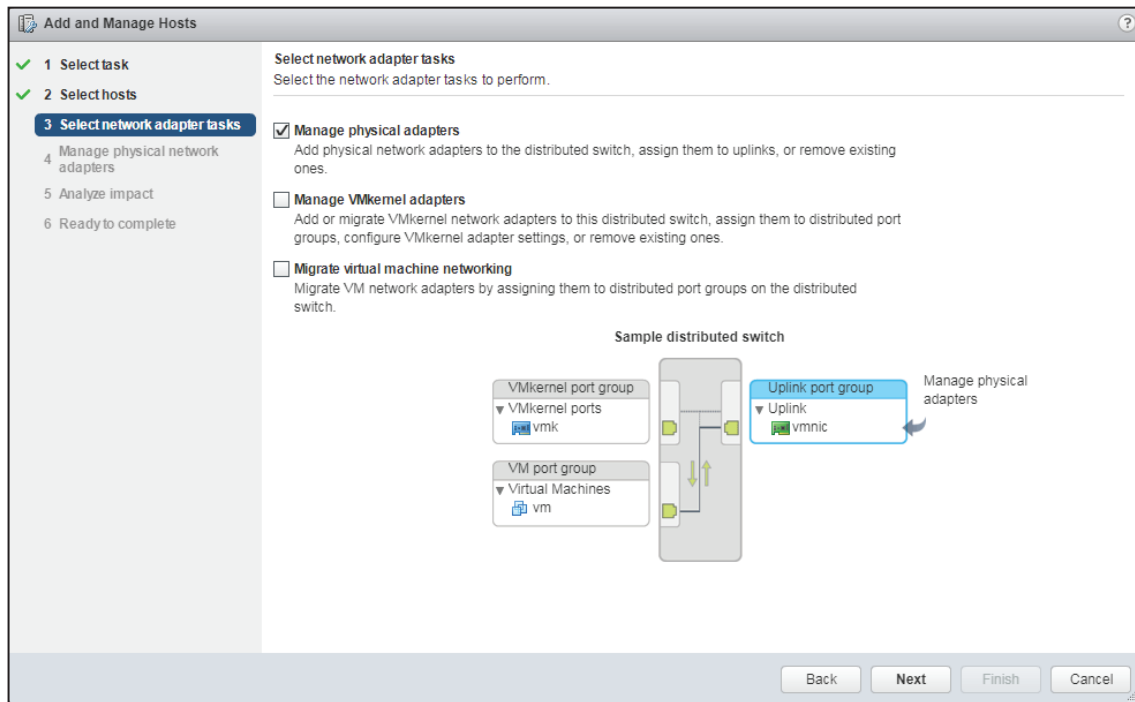 Add and Manage Hosts
?
1 Select task
2 Select hosts
3 Select network adapter tasks
4 Manage physical network
adapters
5 Analyze impact
6 Ready to complete
Select network adapter tasks
Select the network adapter tasks to perform.
Manage physical adapters
Add physical network adapters to the distributed switch, assign them to uplinks, or remove existing
ones.
Manage VMkernel adapters
Add or migrate VMkernel network adapters to this distributed switch, assign them to distributed port
groups, configure VMkernel adapter settings, or remove existing ones.
Migrate virtual machine networking
Migrate VM network adapters by assigning them to distributed port groups on the distributed
switch.
Sample distributed switch
VMkernel port group
VMkernel ports
vmk
VM port group
Virtual Machines
vm
Uplink port group
Uplink
vmnic
Manage physical
adapters
Back
Next
Finish
Cancel